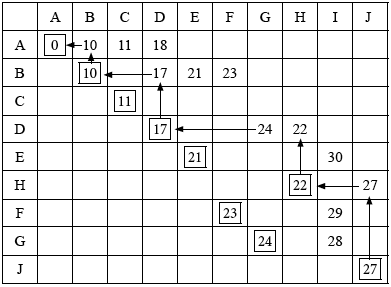 A B C D E F G H I J
A 0 10 11 18
B 10 17 21 23
C 11
D 17 24 22
E 21 30
H 22 27
F 23 29
G 24 28
J 27